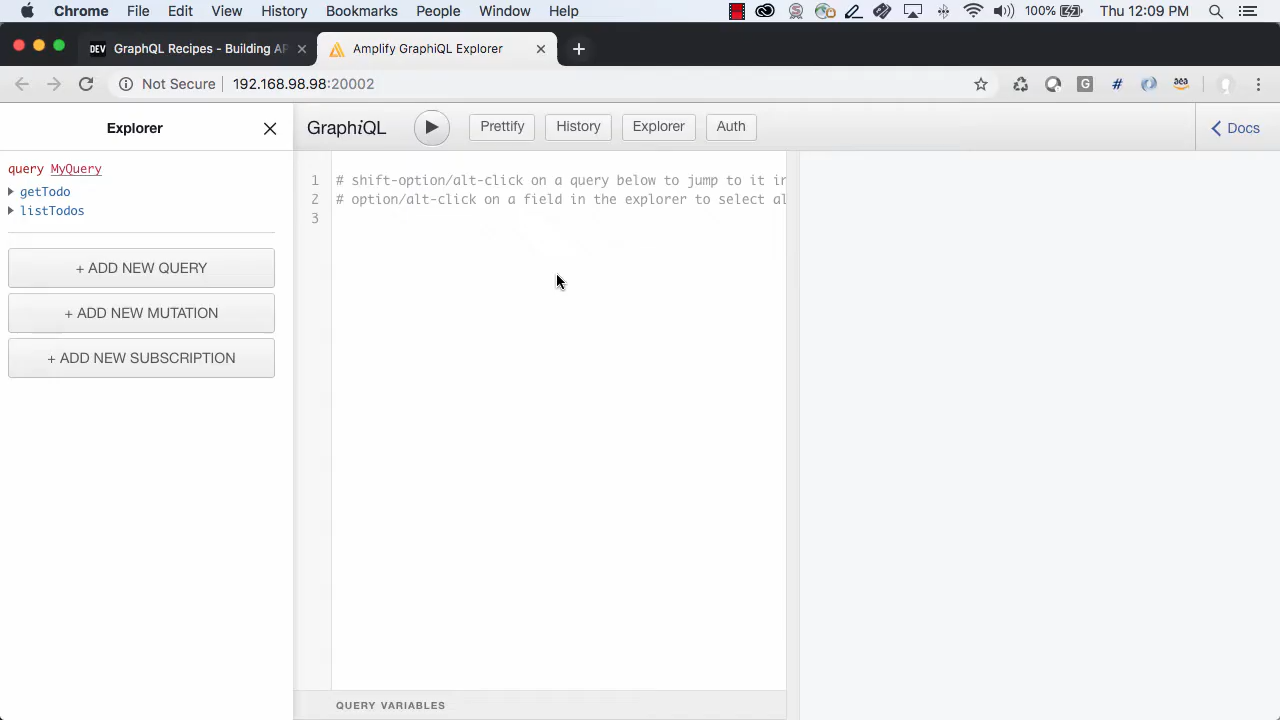 Chrome File Edit View History Bookmarks People Window Help 100% Thu 12:09 PM
DEV GraphQL Recipes - Building AP
Amplify GraphiQL Explorer
Not Secure 192.168.98.98:20002
G # aea
Explorer
GraphiQL Prettify History Explorer Auth Docs
query MyQuery
getTodo
listTodos
+ ADD NEW QUERY
+ ADD NEW MUTATION
+ ADD NEW SUBSCRIPTION
1 # shift-option/alt-click on a query below to jump to it in
2 # option/alt-click on a field in the explorer to select al
3
QUERY VARIABLES